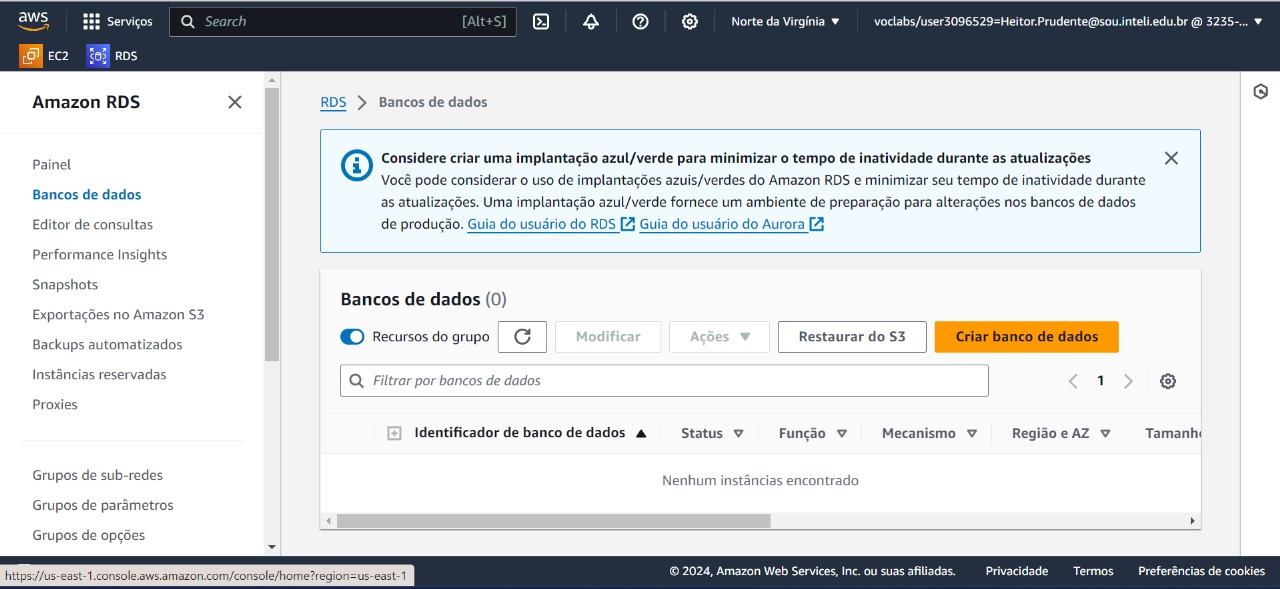 aws
Serviços
Search [Alt+S]
Norte da Virgínia
voclabs/user3096529=Heitor.Prudente@sou.inteli.edu.br @ 3235-...
EC2
RDS
Amazon RDS
Painel
Bancos de dados
Editor de consultas
Performance Insights
Snapshots
Exportações no Amazon S3
Backups automatizados
Instâncias reservadas
Proxies
Grupos de sub-redes
Grupos de parâmetros
Grupos de opções
RDS > Bancos de dados
Considere criar uma implantação azul/verde para minimizar o tempo de inatividade durante as atualizações
Você pode considerar o uso de implantações azuis/verdes do Amazon RDS e minimizar seu tempo de inatividade durante
as atualizações. Uma implantação azul/verde fornece um ambiente de preparação para alterações nos bancos de dados
de produção. Guia do usuário do RDS Guia do usuário do Aurora
Bancos de dados (0)
Recursos do grupo
Modificar
Ações
Restaurar do S3
Criar banco de dados
Filtrar por bancos de dados
1
Identificador de banco de dados
Status
Função
Mecanismo
Região e AZ
Tamanho
Nenhum instâncias encontrado
https://us-east-1.console.aws.amazon.com/console/home?region=us-east-1
© 2024, Amazon Web Services, Inc. ou suas afiliadas.
Privacidade
Termos
Preferências de cookies